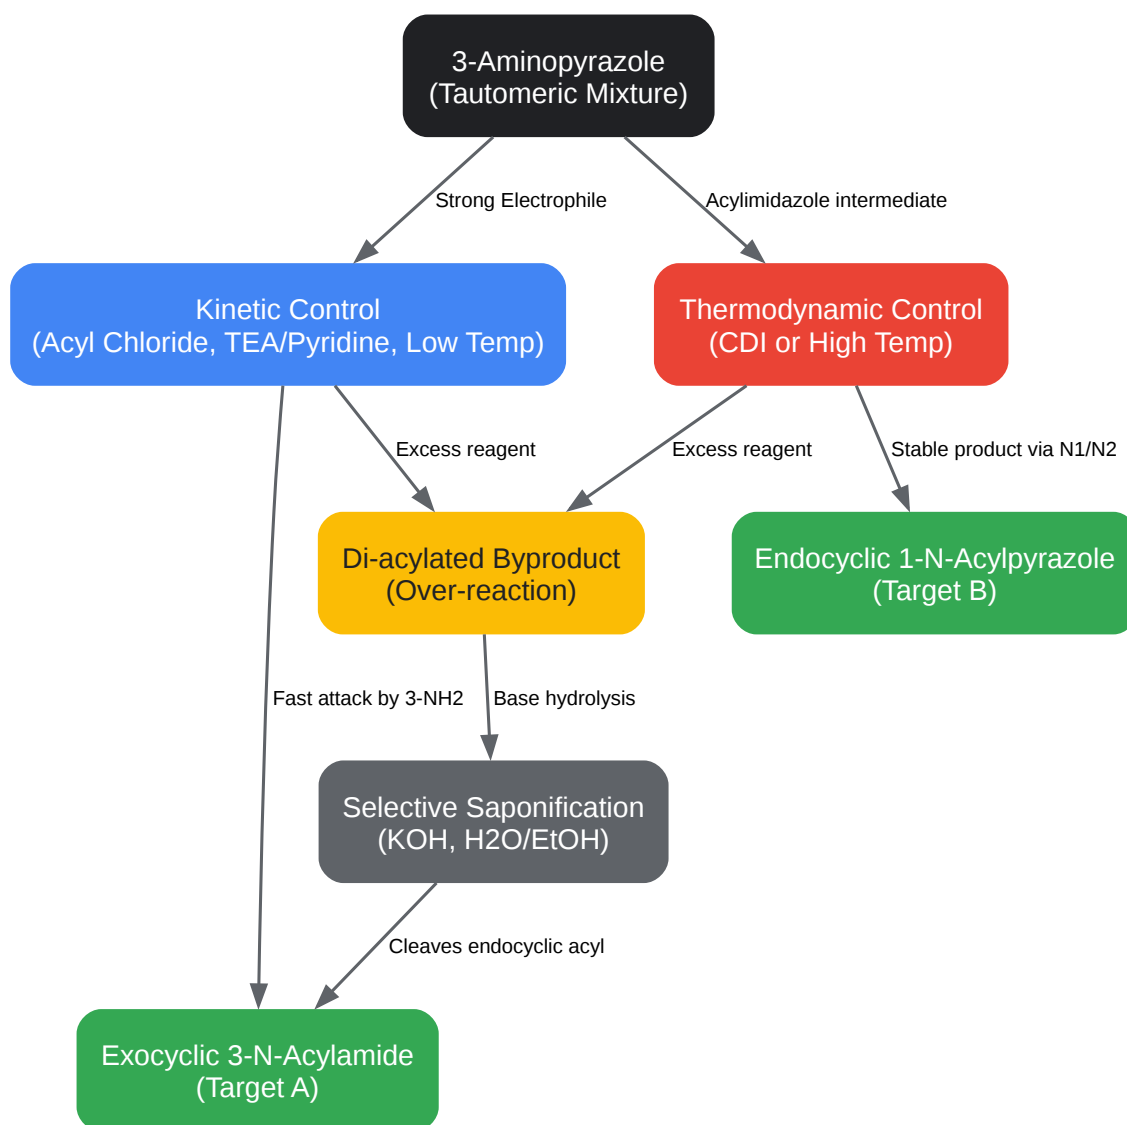 3-Aminopyrazole
(Tautomeric Mixture)
Strong Electrophile
Acylimidazole intermediate
Kinetic Control
(Acyl Chloride, TEA/Pyridine, Low Temp)
Thermodynamic Control
(CDI or High Temp)
Excess reagent
Excess reagent
Stable product via N1/N2
Di-acylated Byproduct
(Over-reaction)
Endocyclic 1-N-Acylpyrazole
(Target B)
Fast attack by 3-NH2
Base hydrolysis
Selective Saponification
(KOH, H2O/EtOH)
Cleaves endocyclic acyl
Exocyclic 3-N-Acylamide
(Target A)